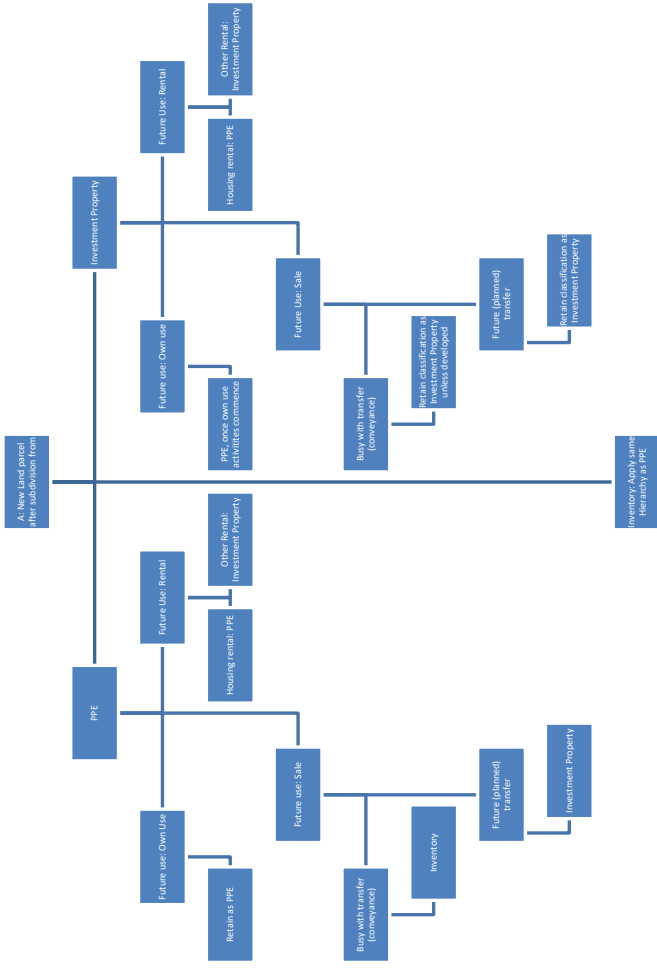 A: New Land parcel
after subdivision from
PPE
Future use: Own Use
Retain as PPE
Future Use: Rental
Housing rental: PPE
Other Rental:
Investment Property
Future use: Sale
Busy with transfer
(conveyance)
Inventory
Future (planned)
transfer
Investment Property
Investment Property
Future use: Own use
PPE, once own use
activitites commence
Future Use: Rental
Housing rental: PPE
Other Rental:
Investment Property
Future Use: Sale
Busy with transfer
(conveyance)
Retain classification as
Investment Property
unless developed
Future (planned)
transfer
Retain classification as
Investment Property
Inventory: Apply same
Hierarchy as PPE